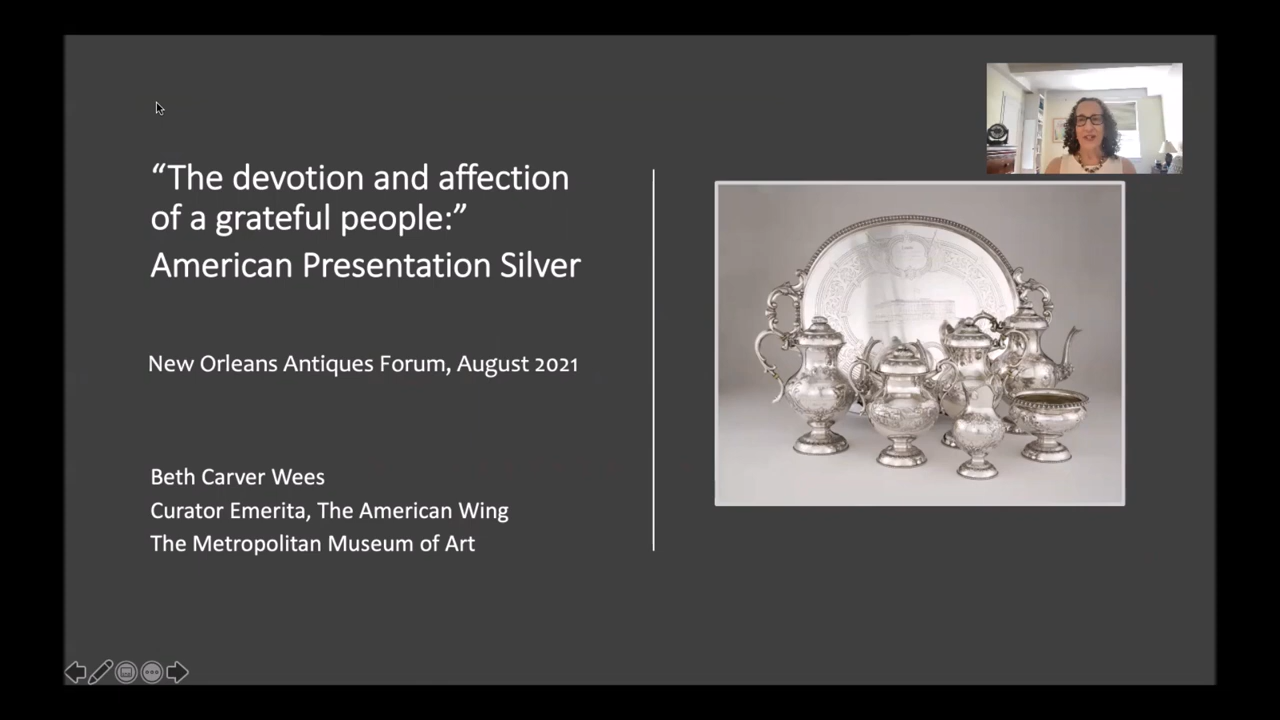 “The devotion and affection
of a grateful people:”
American Presentation Silver
New Orleans Antiques Forum, August 2021
Beth Carver Wees
Curator Emerita, The American Wing
The Metropolitan Museum of Art